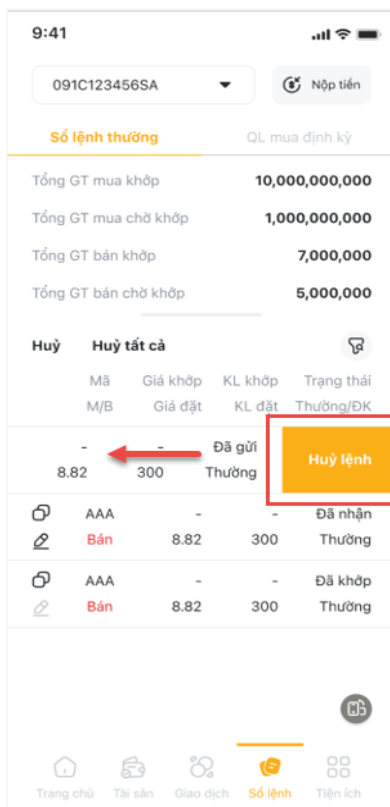 9:41
091C123456SA
Nộp tiền
Sổ lệnh thường QL mua định kỳ
Tổng GT mua khớp 10,000,000,000
Tổng GT mua chờ khớp 1,000,000,000
Tổng GT bán khớp 7,000,000
Tổng GT bán chờ khớp 5,000,000
Huỷ Huỷ tất cả
Mã Giá khớp KL khớp Trạng thái
M/B Giá đặt KL đặt Thường/ĐK
- - Đã gửi
8.82 300 Thường
Huỷ lệnh
AAA - - Đã nhận
Bán 8.82 300 Thường
AAA - - Đã khớp
Bán 8.82 300 Thường
Trang chủ Tài sản Giao dịch Sổ lệnh Tiện ích